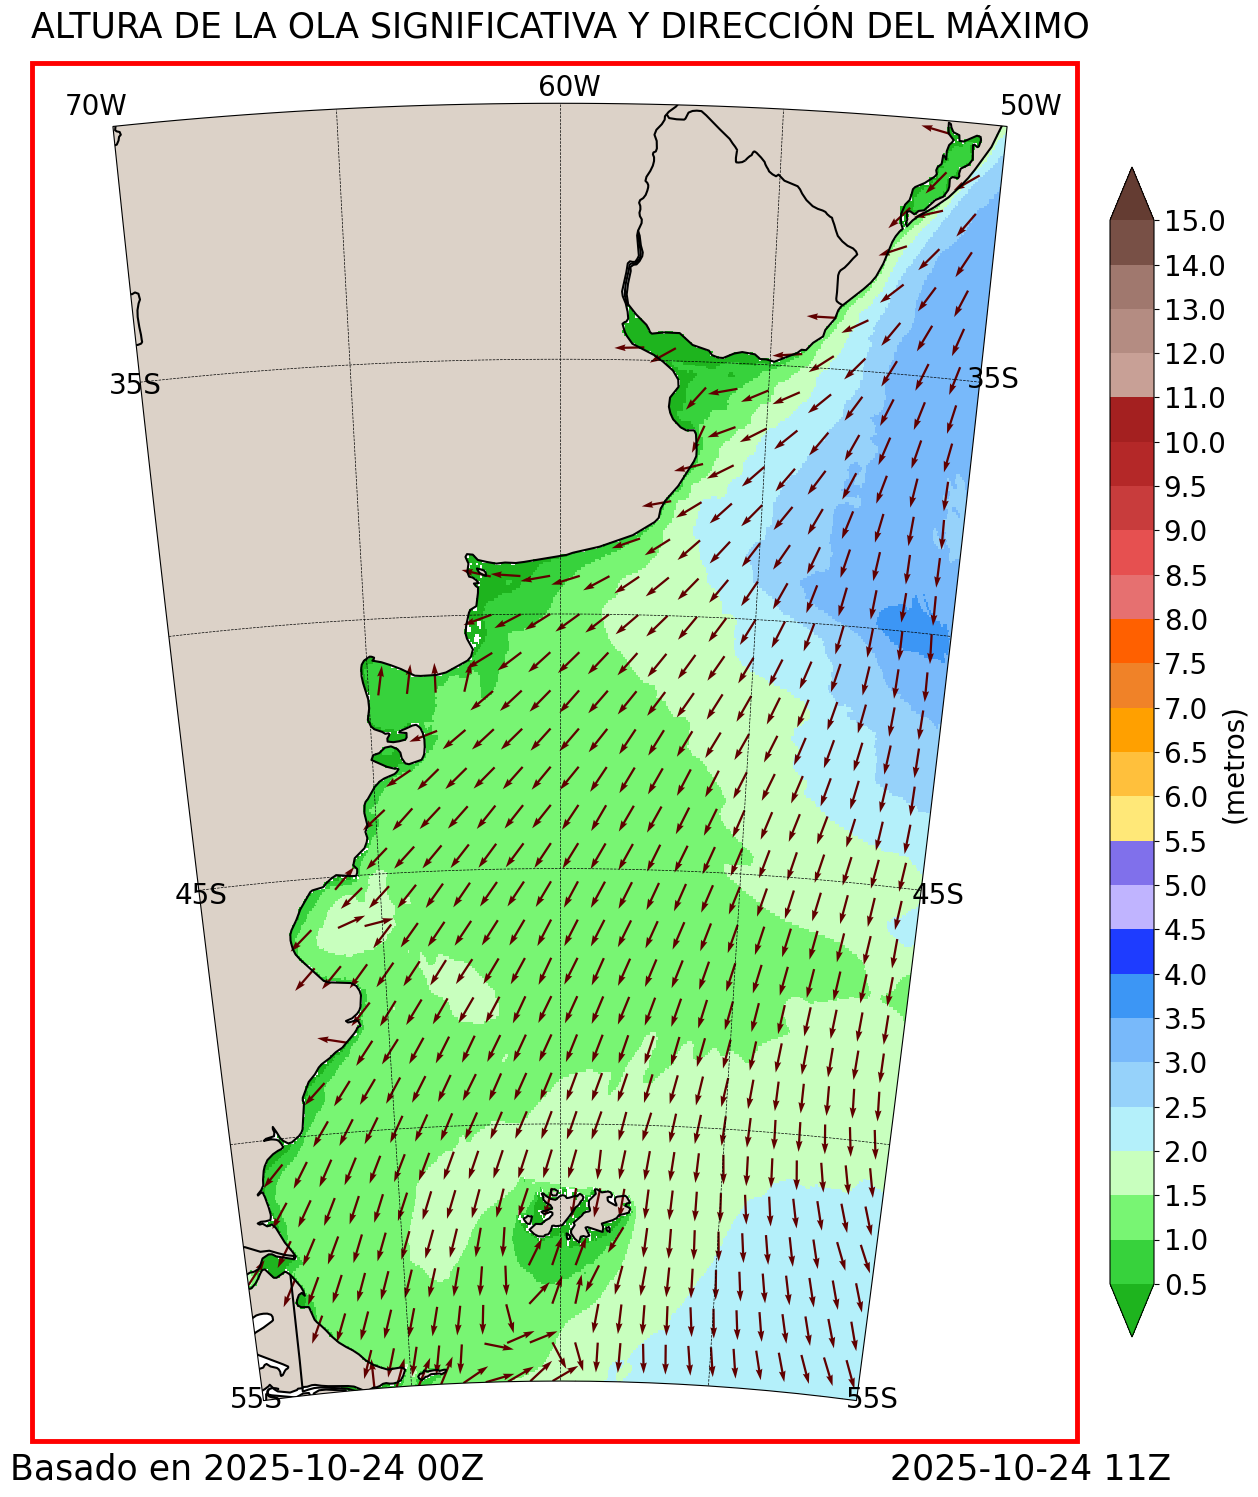 ALTURA DE LA OLA SIGNIFICATIVA Y DIRECCIÓN DEL MÁXIMO
70W
60W
50W
35S
35S
45S
45S
55S
55S
15.0
14.0
13.0
12.0
11.0
10.0
9.5
9.0
8.5
8.0
7.5
7.0
6.5
6.0
5.5
5.0
4.5
4.0
3.5
3.0
2.5
2.0
1.5
1.0
0.5
(metros)
Basado en 2025-10-24 00Z
2025-10-24 11Z